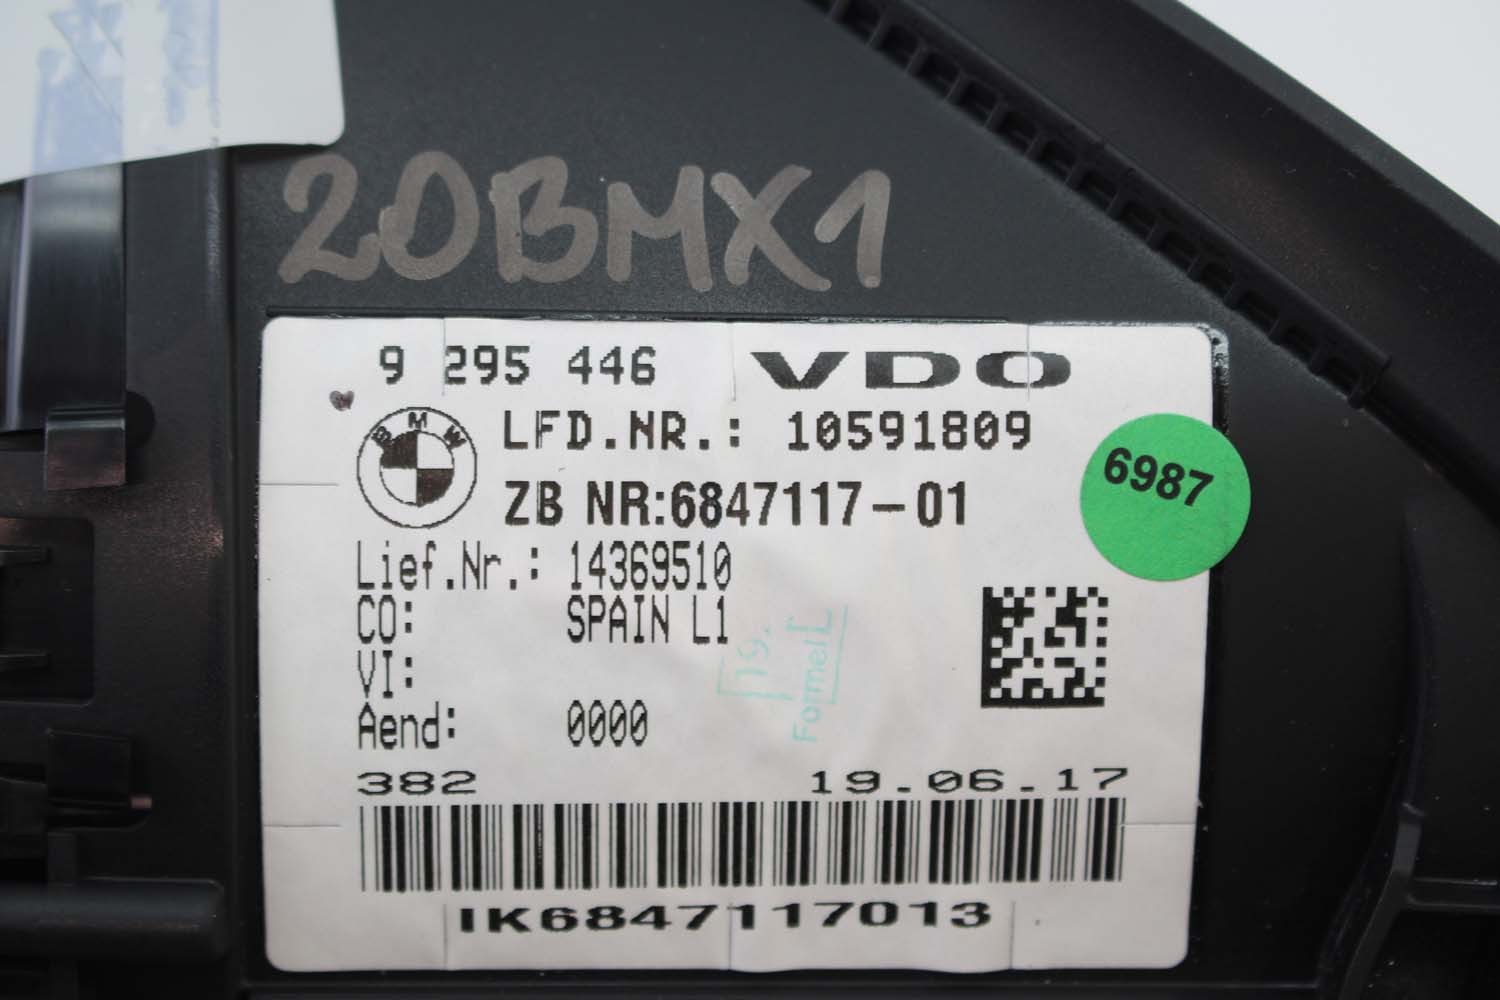 20BMX1
9 295 446 VDO
BMW
LFD.NR.: 10591809
ZB NR:6847117-01
6987
Lief.Nr.: 14369510
CO: SPAIN L1
VI:
Aend: 0000
19.
Formel
382 19.06.17
IK6847117013